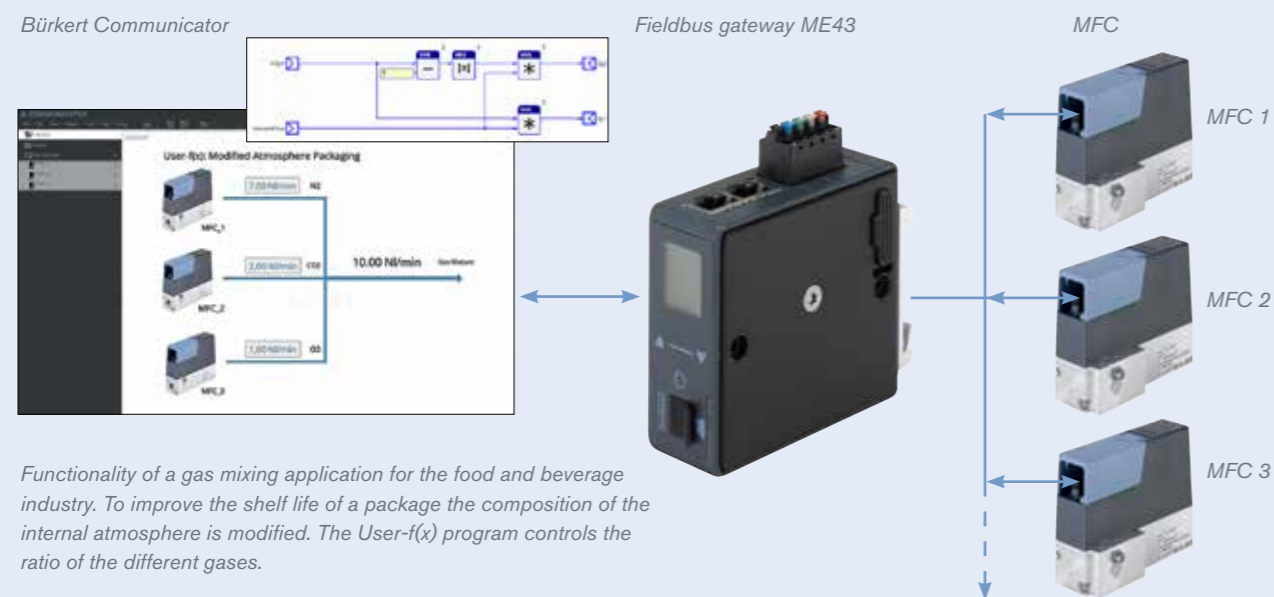 Bürkert Communicator
Fieldbus gateway ME43
MFC
User-f(x): Modified Atmosphere Packaging
7.00 Nl/min N2
MFC_1
2,00 Nl/min CO2
10.00 Nl/min Gas Mixture
MFC_2
1,00 Nl/min O2
MFC_3
MFC 1
MFC 2
MFC 3
Functionality of a gas mixing application for the food and beverage
industry. To improve the shelf life of a package the composition of the
internal atmosphere is modified. The User-f(x) program controls the
ratio of the different gases.